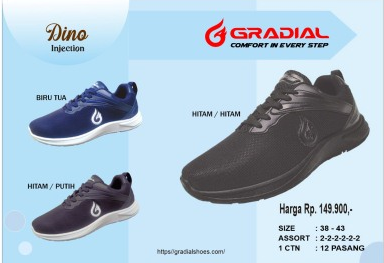 Dino
Injection
GRADIAL
COMFORT IN EVERY STEP
BIRU TUA
HITAM / HITAM
HITAM / PUTIH
Harga Rp. 149.900,-
SIZE : 38 - 43
ASSORT : 2-2-2-2-2-2
1 CTN : 12 PASANG
https://gradialshoes.com/